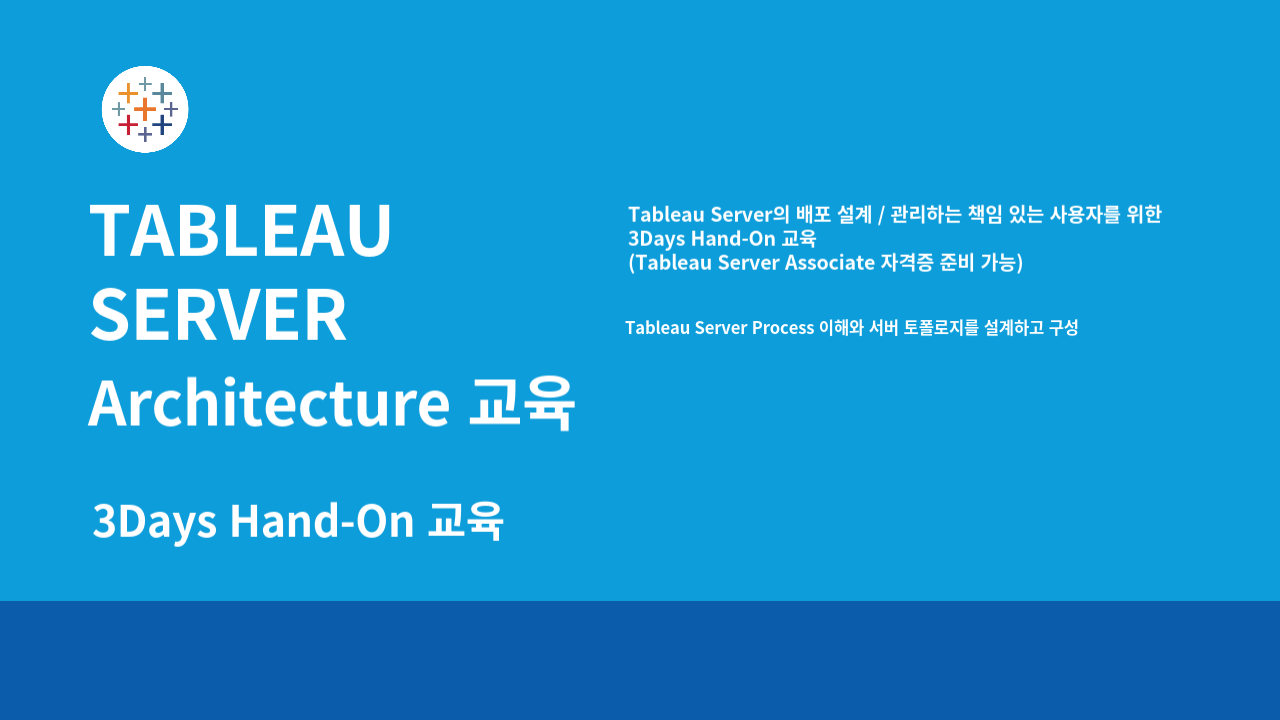 TABLEAU
SERVER
Architecture 교육
3Days Hand-On 교육
Tableau Server의 배포 설계 / 관리하는 책임 있는 사용자를 위한
3Days Hand-On 교육
(Tableau Server Associate 자격증 준비 가능)
Tableau Server Process 이해와 서버 토폴로지를 설계하고 구성